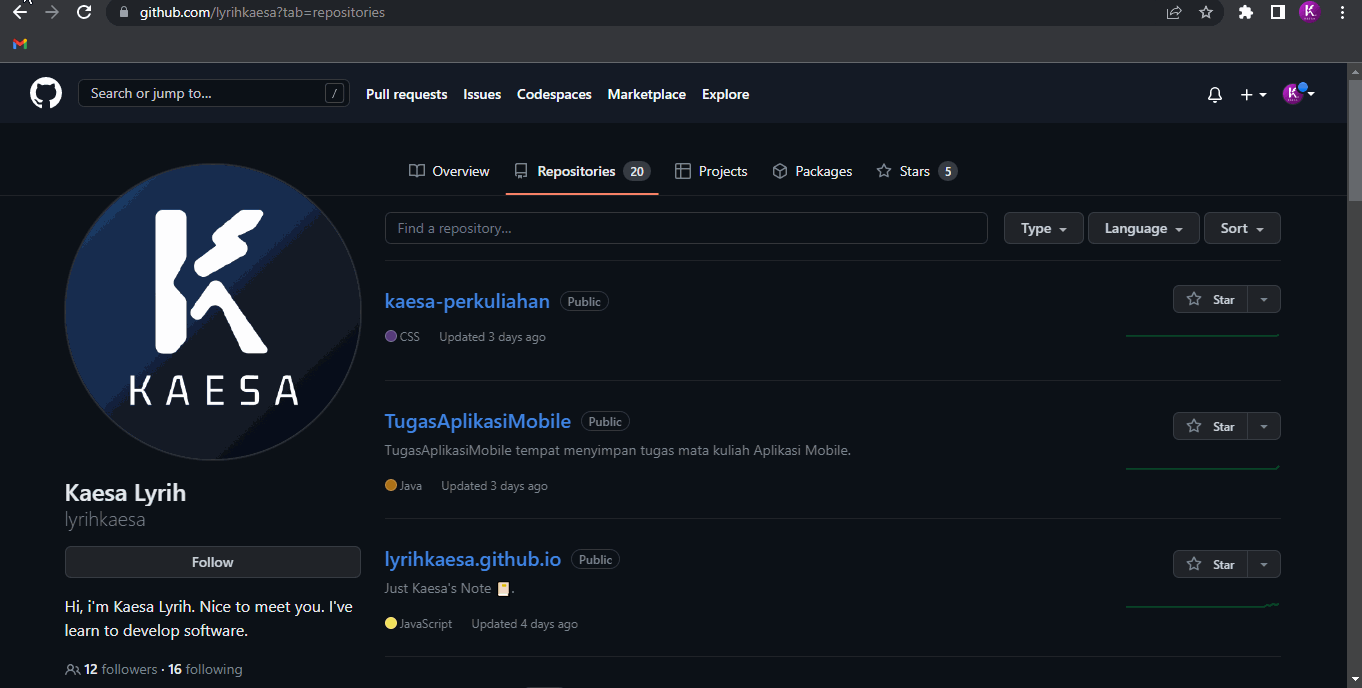 github.com/lyrihkaesa?tab=repositories
K
Search or jump to... /
Pull requests Issues Codespaces Marketplace Explore
K
Overview Repositories 20 Projects Packages Stars 5
Find a repository... Type Language Sort
K
KAESA
Kaesa Lyrih
lyrihkaesa
Follow
Hi, i'm Kaesa Lyrih. Nice to meet you. I've
learn to develop software.
12 followers · 16 following
kaesa-perkuliahan Public Star
CSS Updated 3 days ago
TugasAplikasiMobile Public Star
TugasAplikasiMobile tempat menyimpan tugas mata kuliah Aplikasi Mobile.
Java Updated 3 days ago
lyrihkaesa.github.io Public Star
Just Kaesa's Note 📒.
JavaScript Updated 4 days ago